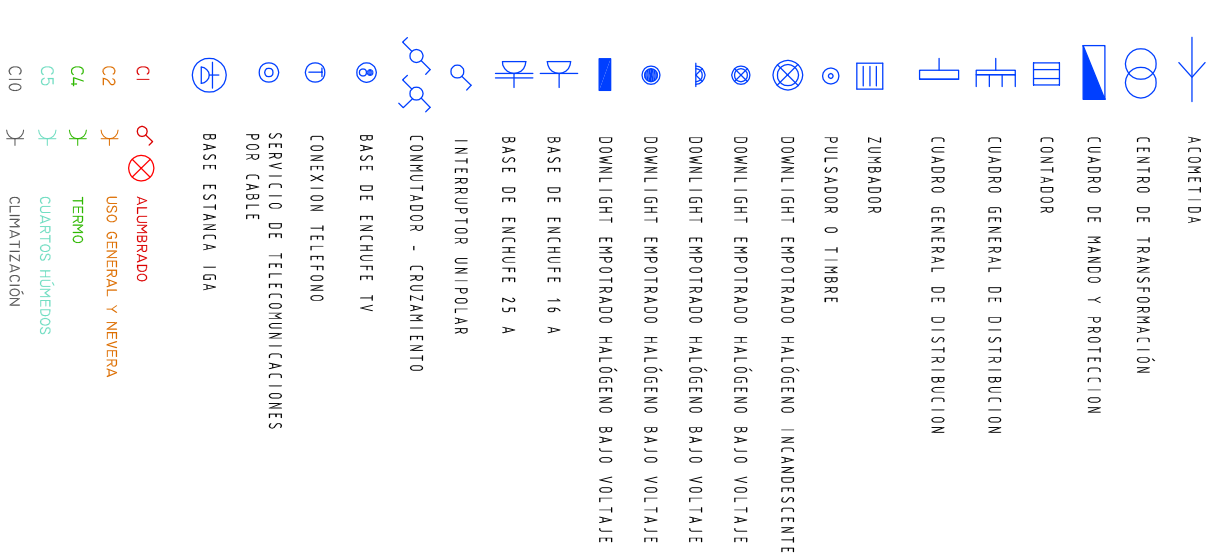 ACOMETIDA
CENTRO DE TRANSFORMACIÓN
CUADRO DE MANDO Y PROTECCION
CONTADOR
CUADRO GENERAL DE DISTRIBUCION
CUADRO GENERAL DE DISTRIBUCION
ZUMBADOR
PULSADOR O TIMBRE
DOWNLIGHT EMPOTRADO HALÓGENO INCANDESCENTE
DOWNLIGHT EMPOTRADO HALÓGENO BAJO VOLTAJE
DOWNLIGHT EMPOTRADO HALÓGENO BAJO VOLTAJE
DOWNLIGHT EMPOTRADO HALÓGENO BAJO VOLTAJE
DOWNLIGHT EMPOTRADO HALÓGENO BAJO VOLTAJE
BASE DE ENCHUFE 16 A
BASE DE ENCHUFE 25 A
INTERRUPTOR UNIPOLAR
CONMUTADOR - CRUZAMIENTO
BASE DE ENCHUFE TV
T CONEXION TELEFONO
SERVICIO DE TELECOMUNICACIONES
POR CABLE
BASE ESTANCA IGA
C1 ALUMBRADO
C2 USO GENERAL Y NEVERA
C4 TERMO
C5 CUARTOS HÚMEDOS
C10 CLIMATIZACIÓN